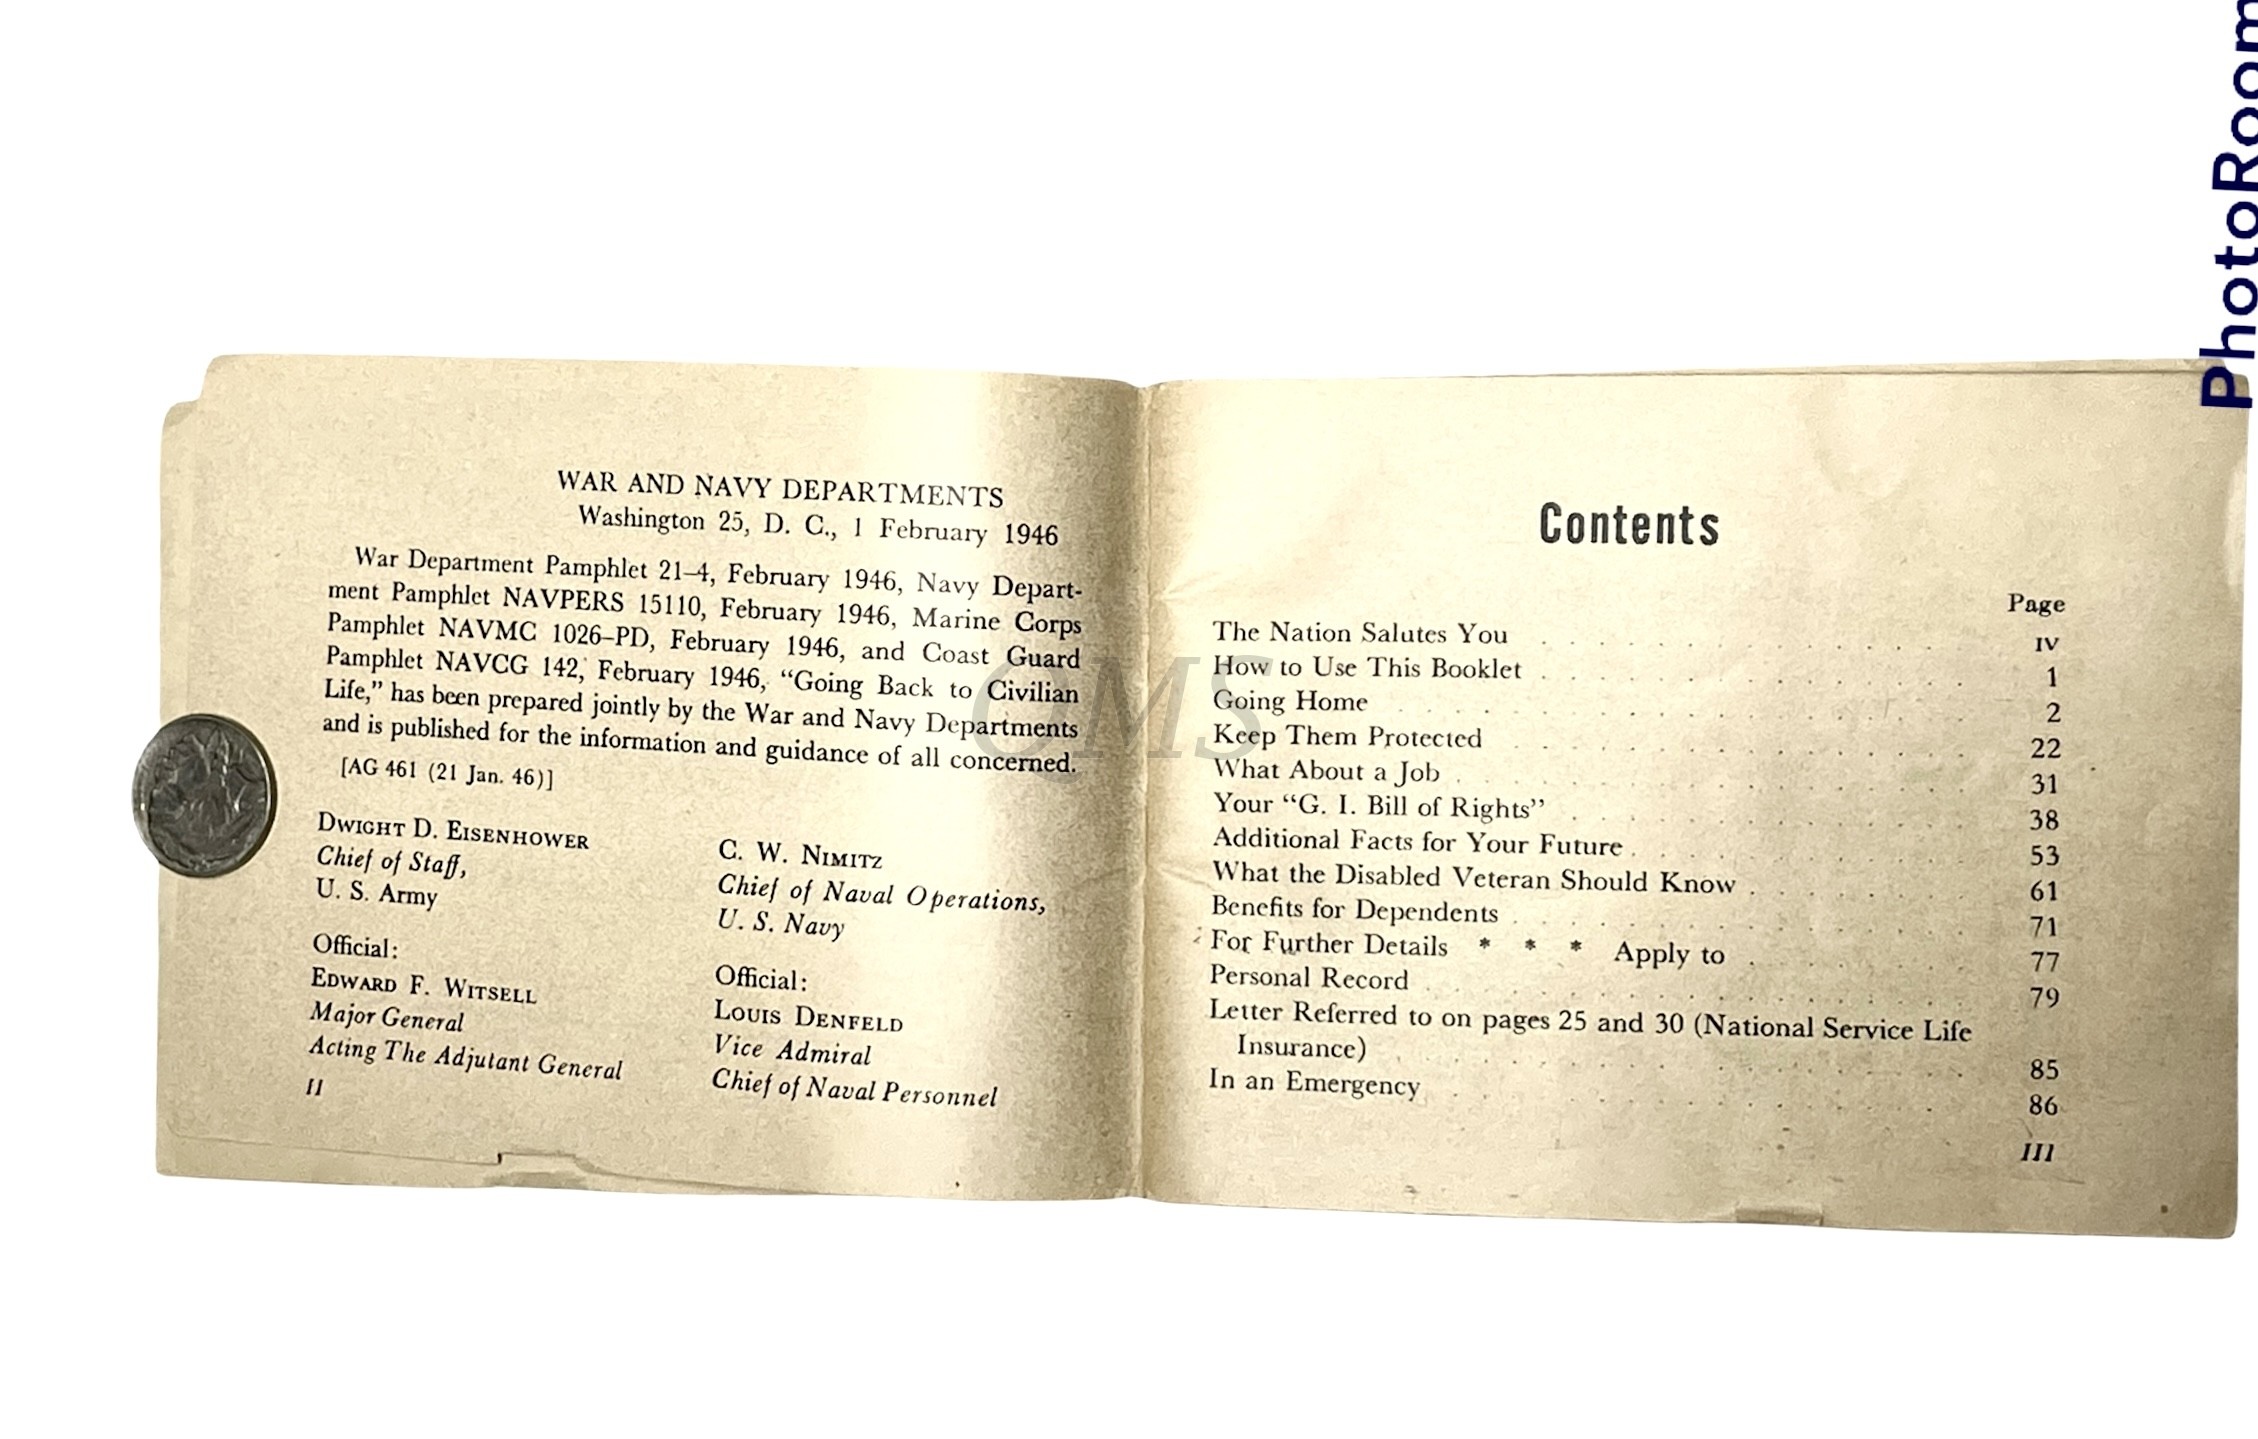 WAR AND NAVY DEPARTMENTS
Washington 25, D. C., 1 February 1946
War Department Pamphlet 21–4, February 1946, Navy Depart-
ment Pamphlet NAVPERS 15110, February 1946, Marine Corps
Pamphlet NAVMC 1026–PD, February 1946, and Coast Guard
Pamphlet NAVCG 142, February 1946, “Going Back to Civilian
Life,” has been prepared jointly by the War and Navy Departments
and is published for the information and guidance of all concerned.
[AG 461 (21 Jan. 46)]
DWIGHT D. EISENHOWER
Chief of Staff,
U. S. Army
Official:
EDWARD F. WITSELL
Major General
Acting The Adjutant General
II
C. W. NIMITZ
Chief of Naval Operations,
U. S. Navy
Official:
LOUIS DENFELD
Vice Admiral
Chief of Naval Personnel
Contents
Page
The Nation Salutes You . . . . . . . . . . . . IV
How to Use This Booklet . . . . . . . . . . . . 1
Going Home . . . . . . . . . . . . 2
Keep Them Protected . . . . . . . . . . . . 22
What About a Job . . . . . . . . . . . . 31
Your “G. I. Bill of Rights” . . . . . . . . . . . . 38
Additional Facts for Your Future . . . . . . . . . . . . 53
What the Disabled Veteran Should Know . . . . . . . 61
Benefits for Dependents . . . . . . . . . . . . 71
For Further Details * * * Apply to . . . . . . . 77
Personal Record . . . . . . . . . . . . 79
Letter Referred to on pages 25 and 30 (National Service Life
Insurance) . . . . . . . . . . . . 85
In an Emergency . . . . . . . . . . . . 86
III
OMS
PhotoRoom